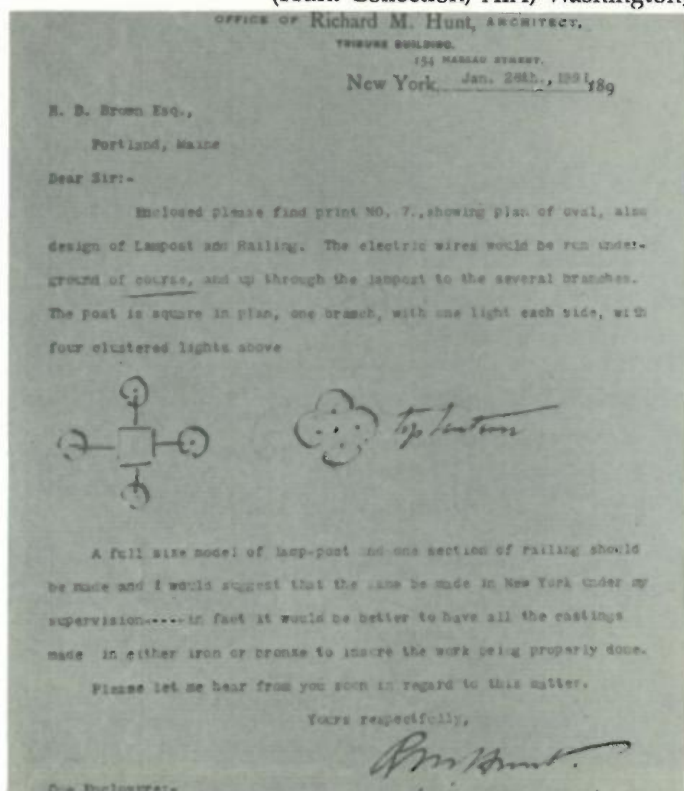 Washington,
OFFICE OF Richard M. Hunt, ARCHITECT,
TRIBUNE BUILDING.
154 NASSAU STREET.
New York, Jan. 26th., 1891 189
H. B. Brown Esq.,
Portland, Maine
Dear Sir:-
Enclosed please find print NO. 7.,showing plan of oval, also
design of Lampost and Railing. The electric wires would be run under-
ground of course, and up through the lampost to the several branches.
The post is square in plan, one branch, with one light each side, with
four clustered lights above
top lantern
A full size model of lamp-post and one section of railing should
be made and I would suggest that the same be made in New York under my
supervision----in fact it would be better to have all the castings
made in either iron or bronze to insure the work being properly done.
Please let me hear from you soon in regard to this matter.
Yours respectfully,
R M Hunt.